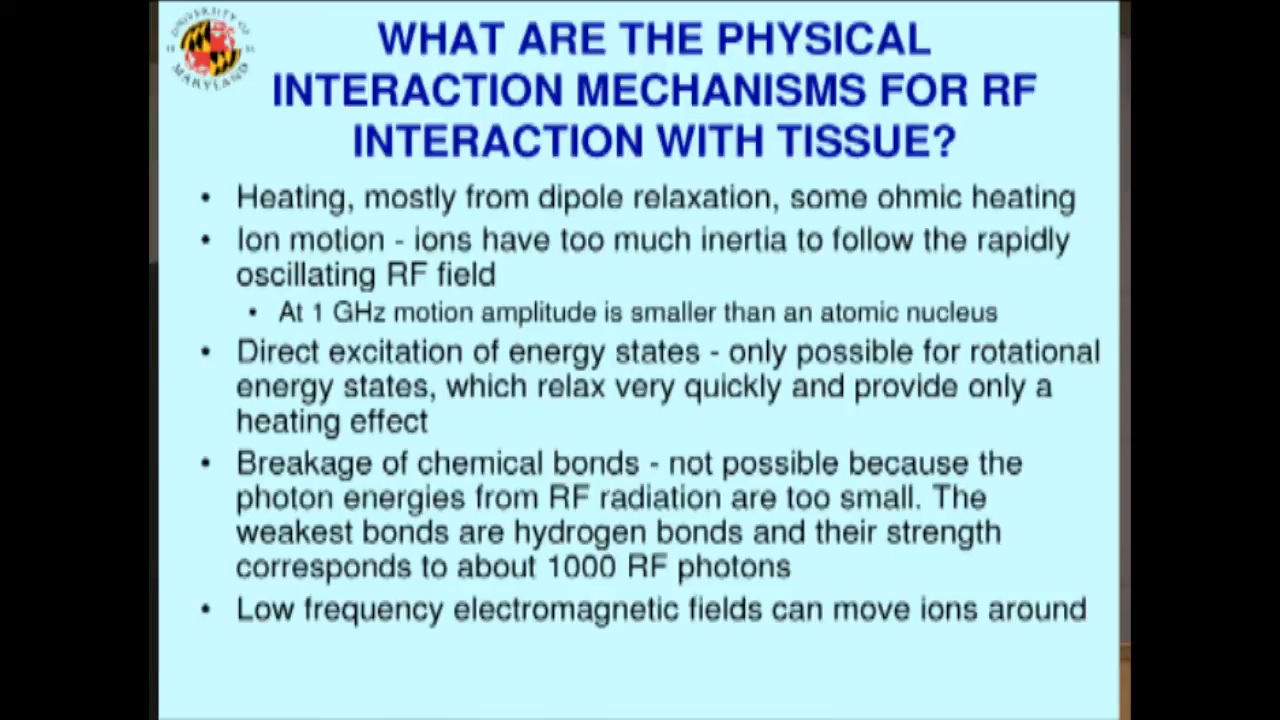 UNIVERSITY OF
18 56
MARYLAND
WHAT ARE THE PHYSICAL
INTERACTION MECHANISMS FOR RF
INTERACTION WITH TISSUE?
• Heating, mostly from dipole relaxation, some ohmic heating
• Ion motion - ions have too much inertia to follow the rapidly
oscillating RF field
• At 1 GHz motion amplitude is smaller than an atomic nucleus
• Direct excitation of energy states - only possible for rotational
energy states, which relax very quickly and provide only a
heating effect
• Breakage of chemical bonds - not possible because the
photon energies from RF radiation are too small. The
weakest bonds are hydrogen bonds and their strength
corresponds to about 1000 RF photons
• Low frequency electromagnetic fields can move ions around